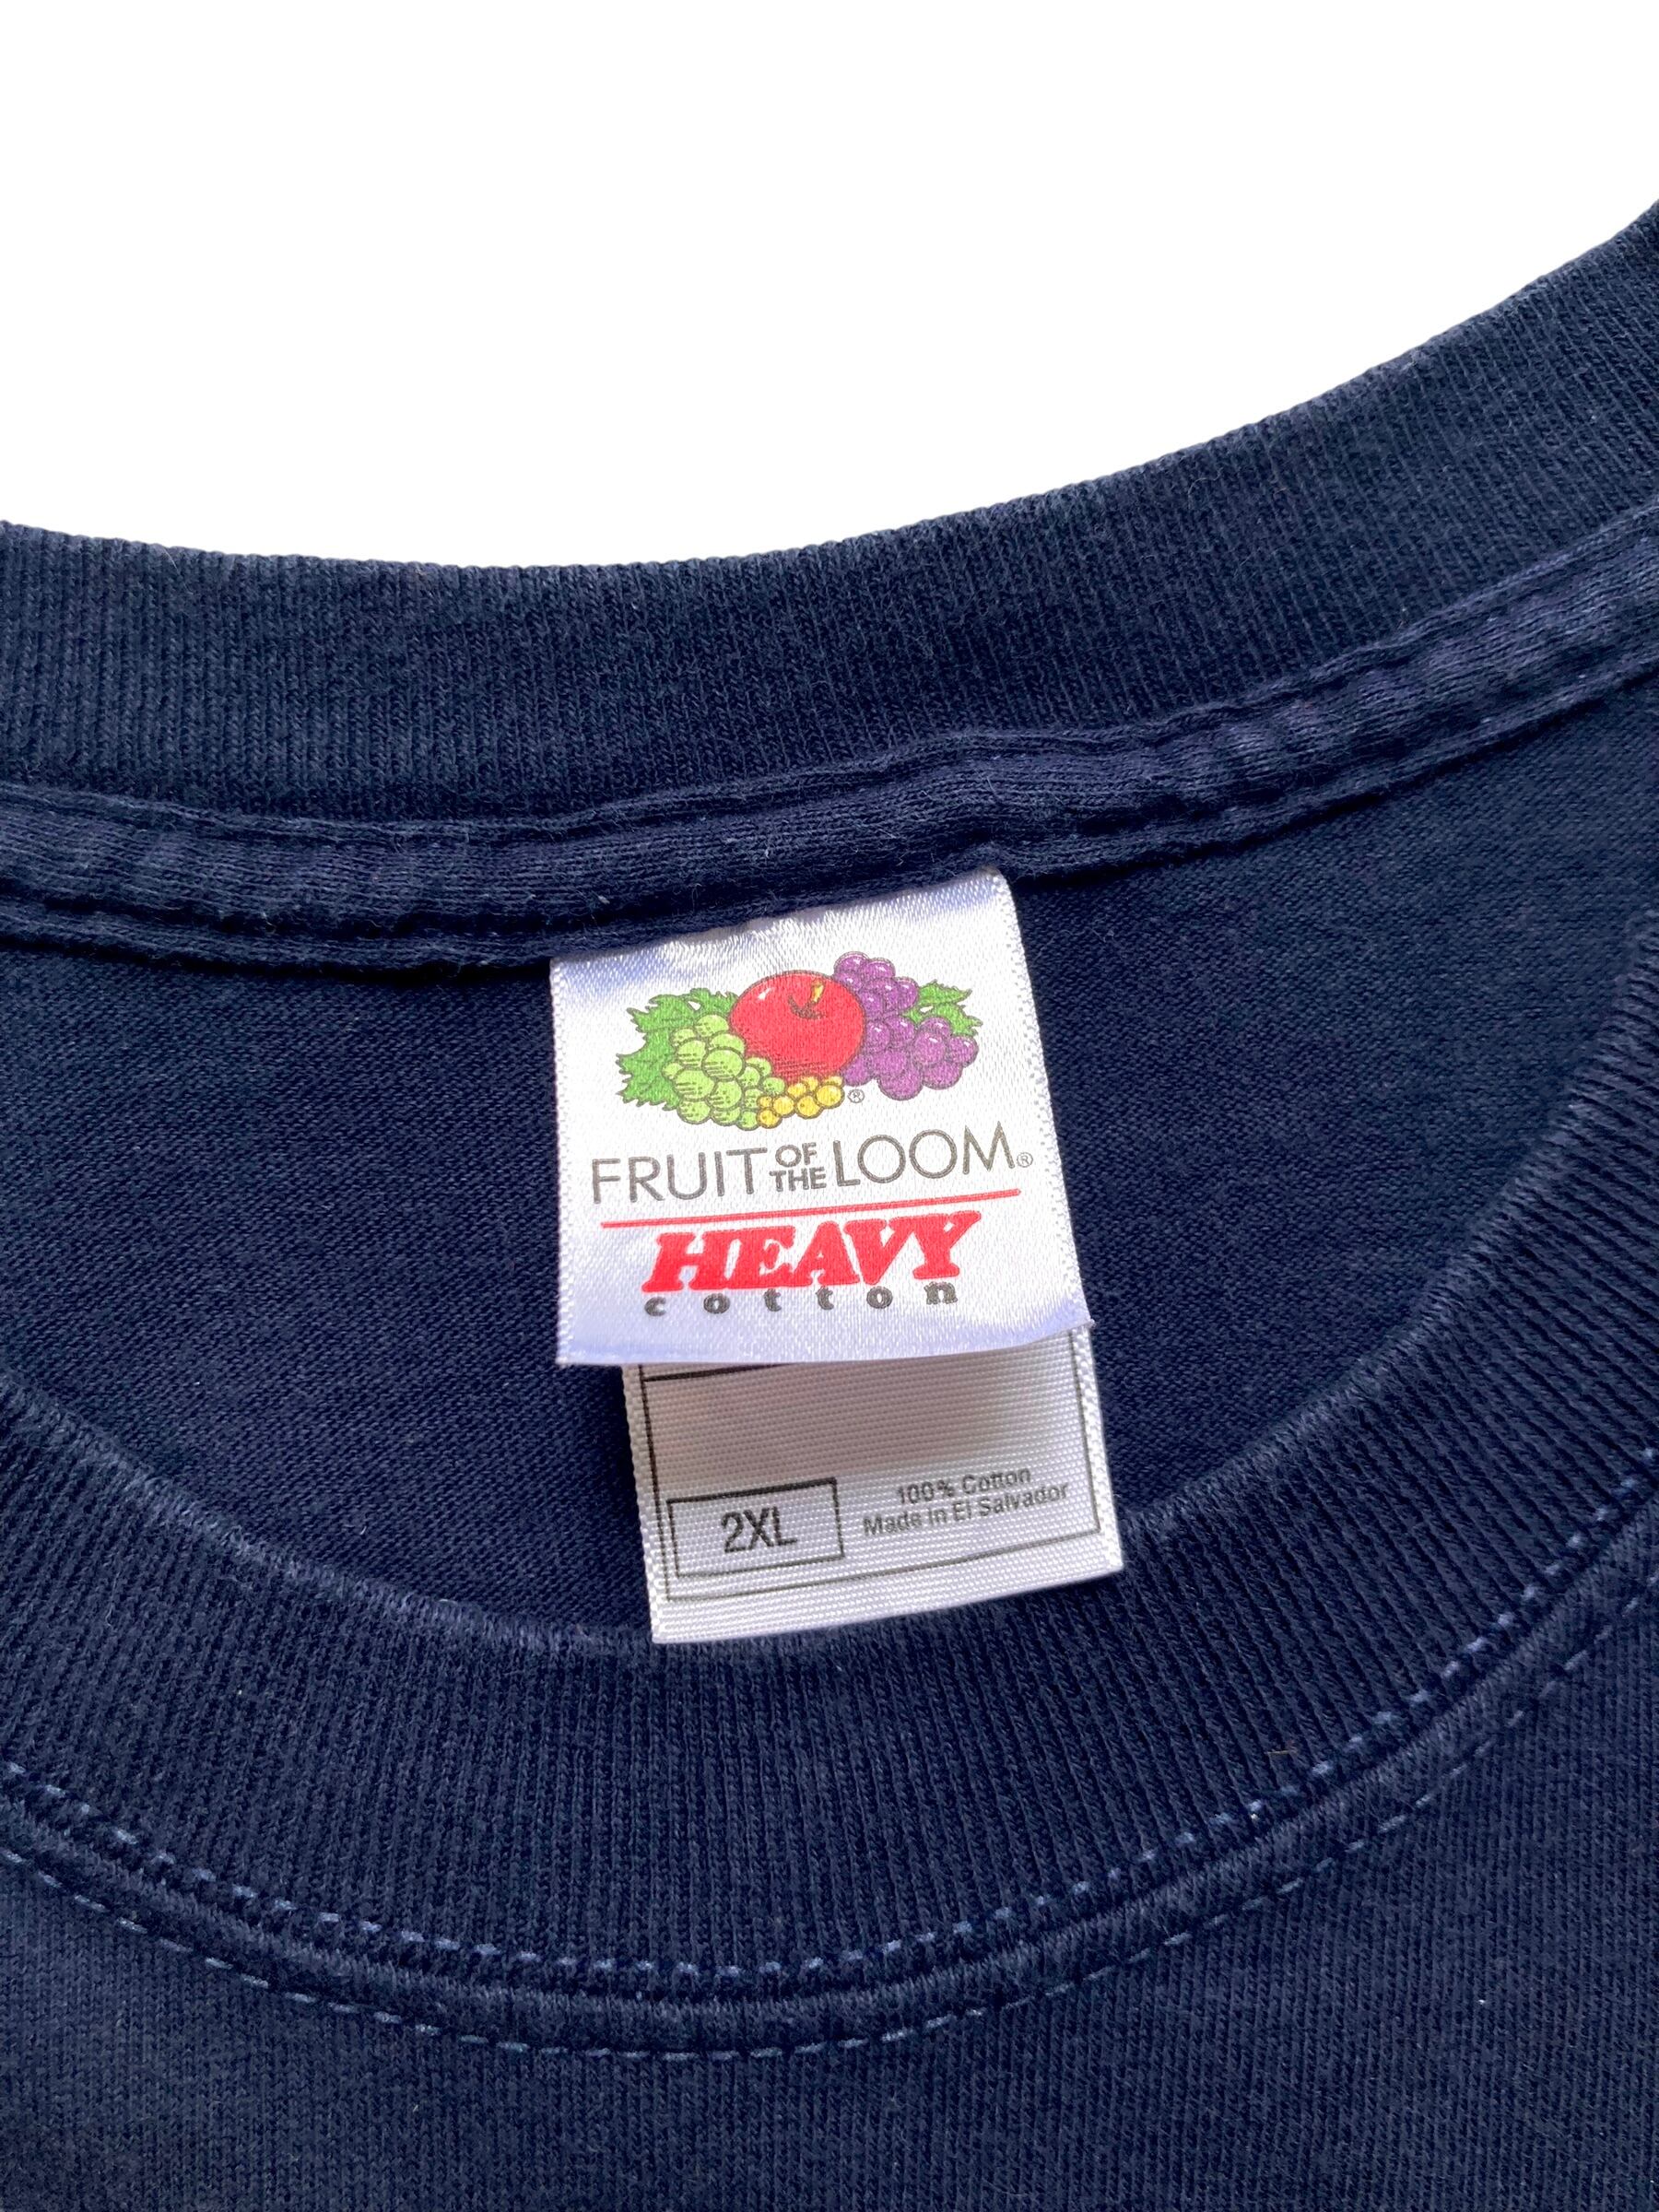 ®
FRUIT OF THE LOOM®
HEAVY
cotton
2XL
100% Cotton
Made in El Salvador